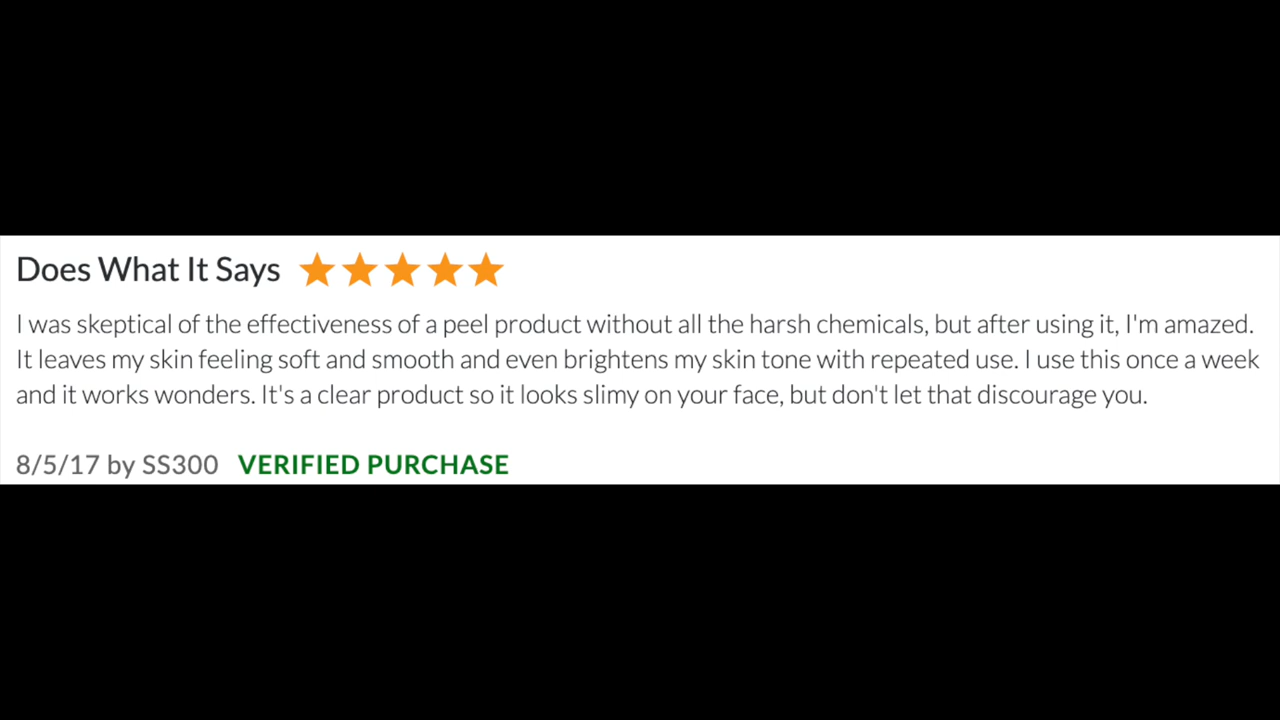 Does What It Says
I was skeptical of the effectiveness of a peel product without all the harsh chemicals, but after using it, I'm amazed.
It leaves my skin feeling soft and smooth and even brightens my skin tone with repeated use. I use this once a week
and it works wonders. It's a clear product so it looks slimy on your face, but don't let that discourage you.
8/5/17 by SS300 VERIFIED PURCHASE